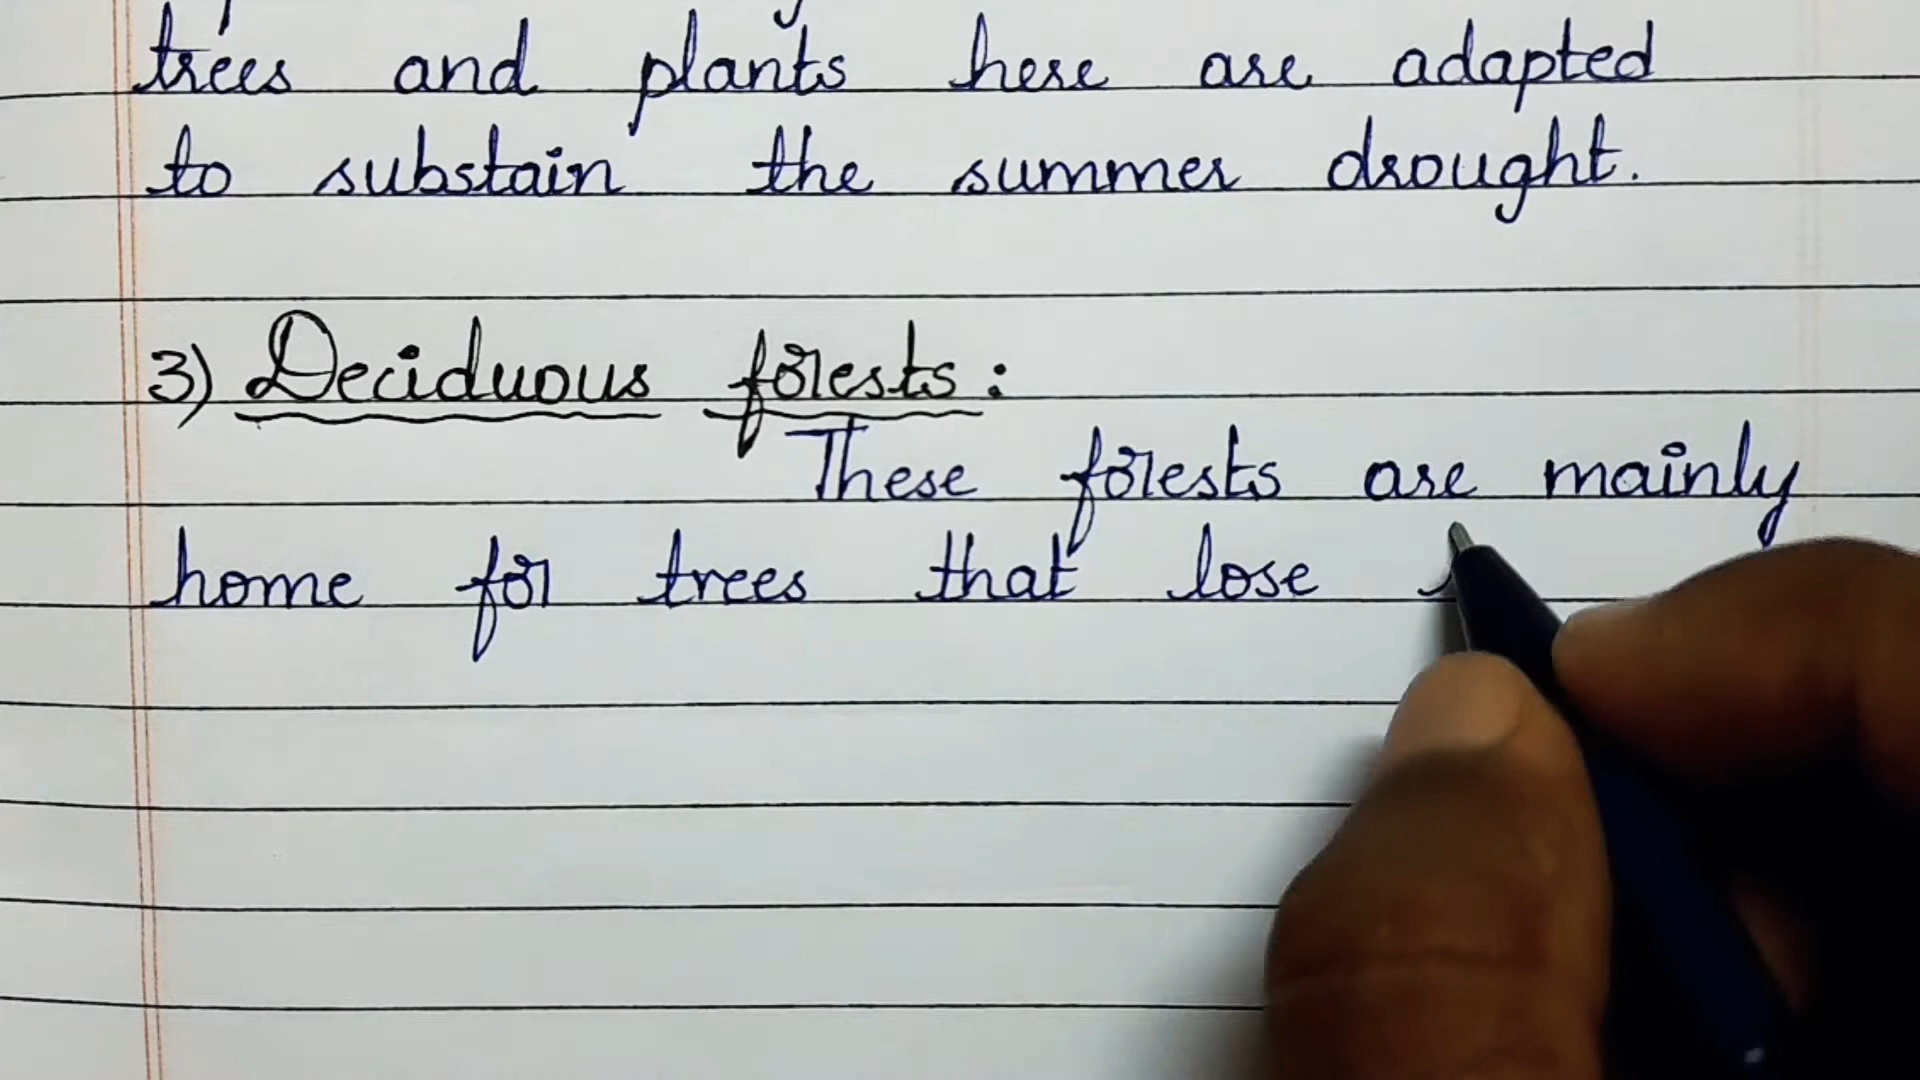 trees and plants here are adapted
to substain the summer drought.
3) Deciduous forests:
These forests are mainly
home for trees that lose